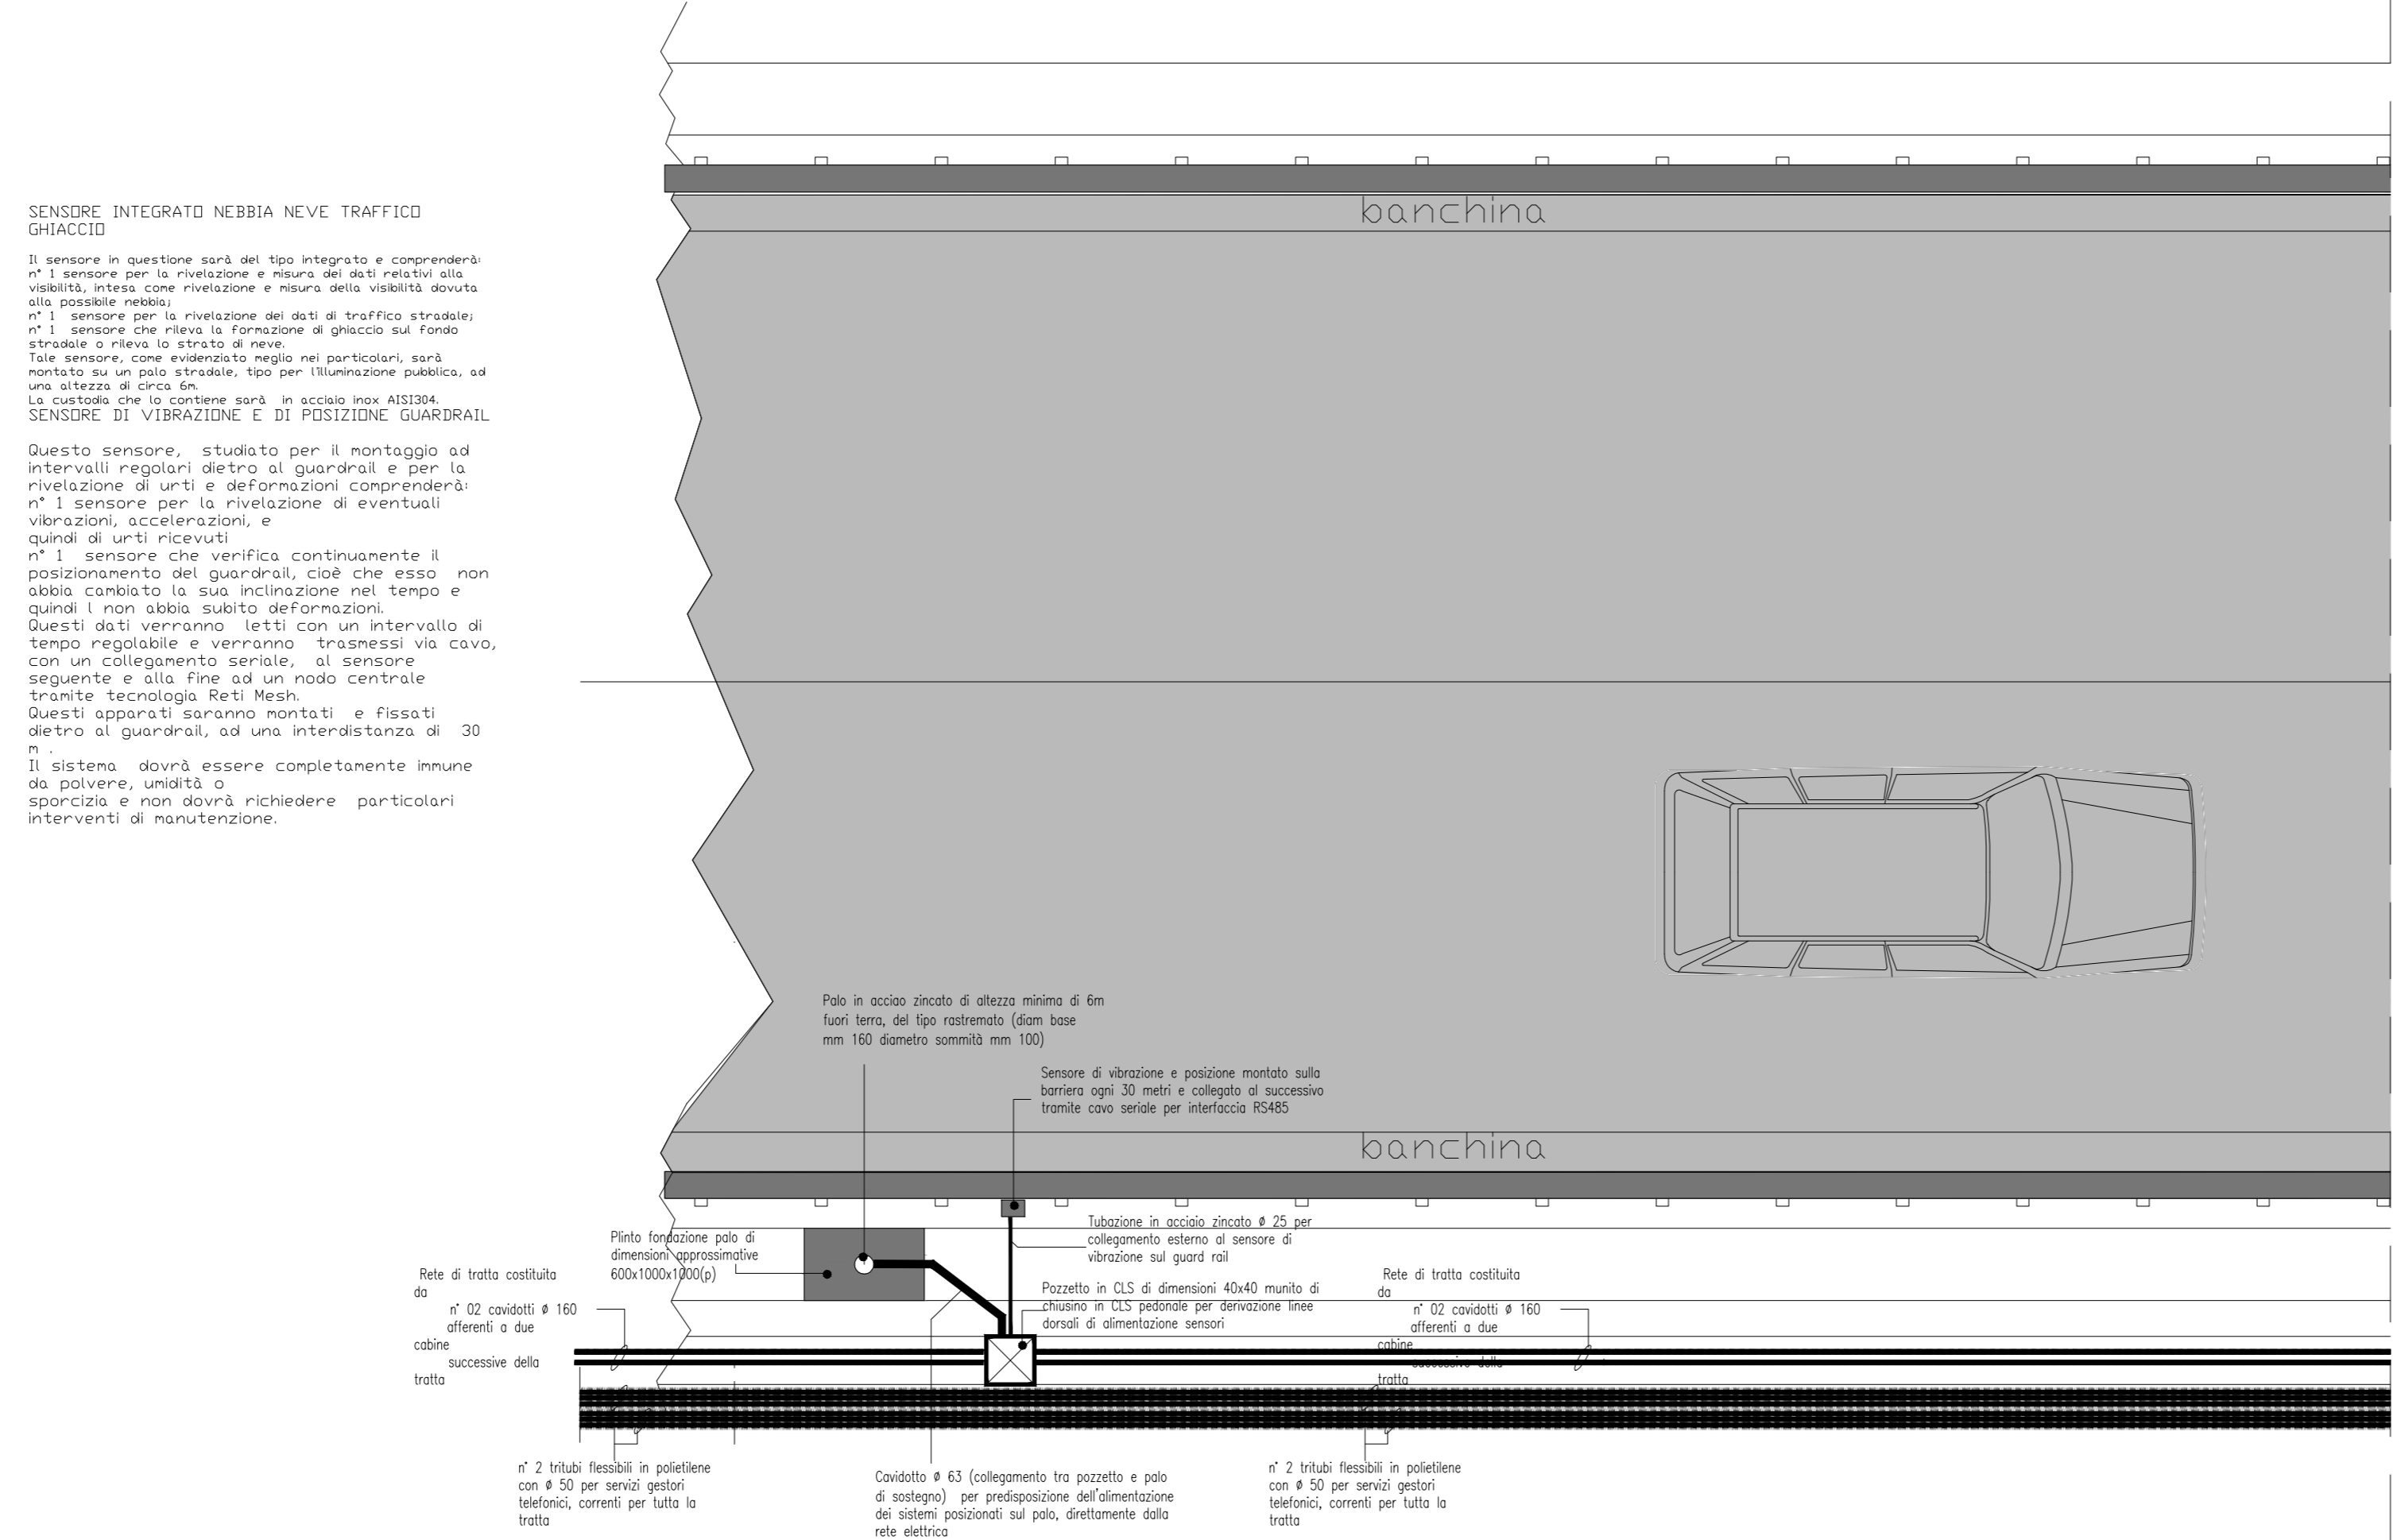 SENSORE INTEGRATO NEBBIA NEVE TRAFFICO
GHIACCIO
Il sensore in questione sarà del tipo integrato e comprenderà:
n° 1 sensore per la rivelazione e misura dei dati relativi alla
visibilità, intesa come rivelazione e misura della visibilità dovuta
alla possibile nebbia;
n° 1 sensore per la rivelazione dei dati di traffico stradale;
n° 1 sensore che rileva la formazione di ghiaccio sul fondo
stradale o rileva lo strato di neve.
Tale sensore, come evidenziato meglio nei particolari, sarà
montato su un palo stradale, tipo per l'illuminazione pubblica, ad
una altezza di circa 6m.
La custodia che lo contiene sarà in acciaio inox AISI304.
SENSORE DI VIBRAZIONE E DI POSIZIONE GUARDRAIL
Questo sensore, studiato per il montaggio ad
intervalli regolari dietro al guardrail e per la
rivelazione di urti e deformazioni comprenderà:
n° 1 sensore per la rivelazione di eventuali
vibrazioni, accelerazioni, e
quindi di urti ricevuti
n° 1 sensore che verifica continuamente il
posizionamento del guardrail, cioè che esso non
abbia cambiato la sua inclinazione nel tempo e
quindi l non abbia subito deformazioni.
Questi dati verranno letti con un intervallo di
tempo regolabile e verranno trasmessi via cavo,
con un collegamento seriale, al sensore
seguente e alla fine ad un nodo centrale
tramite tecnologia Reti Mesh.
Questi apparati saranno montati e fissati
dietro al guardrail, ad una interdistanza di 30
m .
Il sistema dovrà essere completamente immune
da polvere, umidità o
sporcizia e non dovrà richiedere particolari
interventi di manutenzione.
banchina
Palo in acciao zincato di altezza minima di 6m
fuori terra, del tipo rastremato (diam base
mm 160 diametro sommità mm 100)
Sensore di vibrazione e posizione montato sulla
barriera ogni 30 metri e collegato al successivo
tramite cavo seriale per interfaccia RS485
banchina
Plinto fondazione palo di
dimensioni approssimative
600x1000x1000(p)
Tubazione in acciaio zincato ø 25 per
collegamento esterno al sensore di
vibrazione sul guard rail
Pozzetto in CLS di dimensioni 40x40 munito di
chiusino in CLS pedonale per derivazione linee
dorsali di alimentazione sensori
Rete di tratta costituita
da
n° 02 cavidotti ø 160
afferenti a due
cabine
successive della
tratta
Rete di tratta costituita
da
n° 02 cavidotti ø 160
afferenti a due
cabine
successive della
tratta
n° 2 tritubi flessibili in polietilene
con ø 50 per servizi gestori
telefonici, correnti per tutta la
tratta
Cavidotto ø 63 (collegamento tra pozzetto e palo
di sostegno) per predisposizione dell'alimentazione
dei sistemi posizionati sul palo, direttamente dalla
rete elettrica
n° 2 tritubi flessibili in polietilene
con ø 50 per servizi gestori
telefonici, correnti per tutta la
tratta